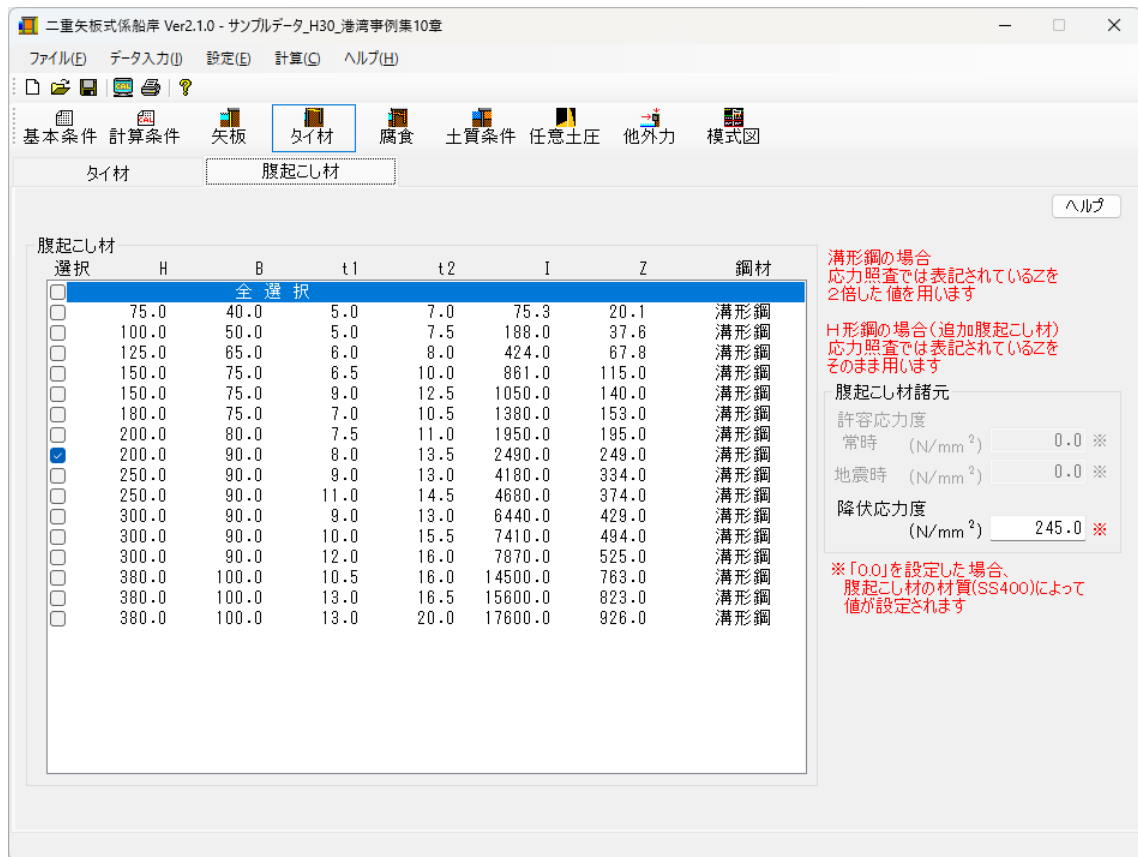 二重矢板式係船岸 Ver2.1.0 - サンプルデータ_H30_港湾事例集10章
ファイル(F) データ入力(I) 設定(E) 計算(C) ヘルプ(H)
基本条件 計算条件 矢板 タイ材 腐食 土質条件 任意土圧 他外力 模式図
タイ材 腹起こし材
ヘルプ
腹起こし材
選択 H B t1 t2 I Z 鋼材
全 選 択
75.0 40.0 5.0 7.0 75.3 20.1 溝形鋼
100.0 50.0 5.0 7.5 188.0 37.6 溝形鋼
125.0 65.0 6.0 8.0 424.0 67.8 溝形鋼
150.0 75.0 6.5 10.0 861.0 115.0 溝形鋼
150.0 75.0 9.0 12.5 1050.0 140.0 溝形鋼
180.0 75.0 7.0 10.5 1380.0 153.0 溝形鋼
200.0 80.0 7.5 11.0 1950.0 195.0 溝形鋼
200.0 90.0 8.0 13.5 2490.0 249.0 溝形鋼
250.0 90.0 9.0 13.0 4180.0 334.0 溝形鋼
250.0 90.0 11.0 14.5 4680.0 374.0 溝形鋼
300.0 90.0 9.0 13.0 6440.0 429.0 溝形鋼
300.0 90.0 10.0 15.5 7410.0 494.0 溝形鋼
300.0 90.0 12.0 16.0 7870.0 525.0 溝形鋼
380.0 100.0 10.5 16.0 14500.0 763.0 溝形鋼
380.0 100.0 13.0 16.5 15600.0 823.0 溝形鋼
380.0 100.0 13.0 20.0 17600.0 926.0 溝形鋼
溝形鋼の場合
応力照査では表記されているZを
2倍した値を用います
H形鋼の場合(追加腹起こし材)
応力照査では表記されているZを
そのまま用います
腹起こし材諸元
許容応力度
常時 (N/mm²) 0.0 ※
地震時 (N/mm²) 0.0 ※
降伏応力度
(N/mm²) 245.0 ※
※「0.0」を設定した場合、
腹起こし材の材質(SS400)によって
値が設定されます